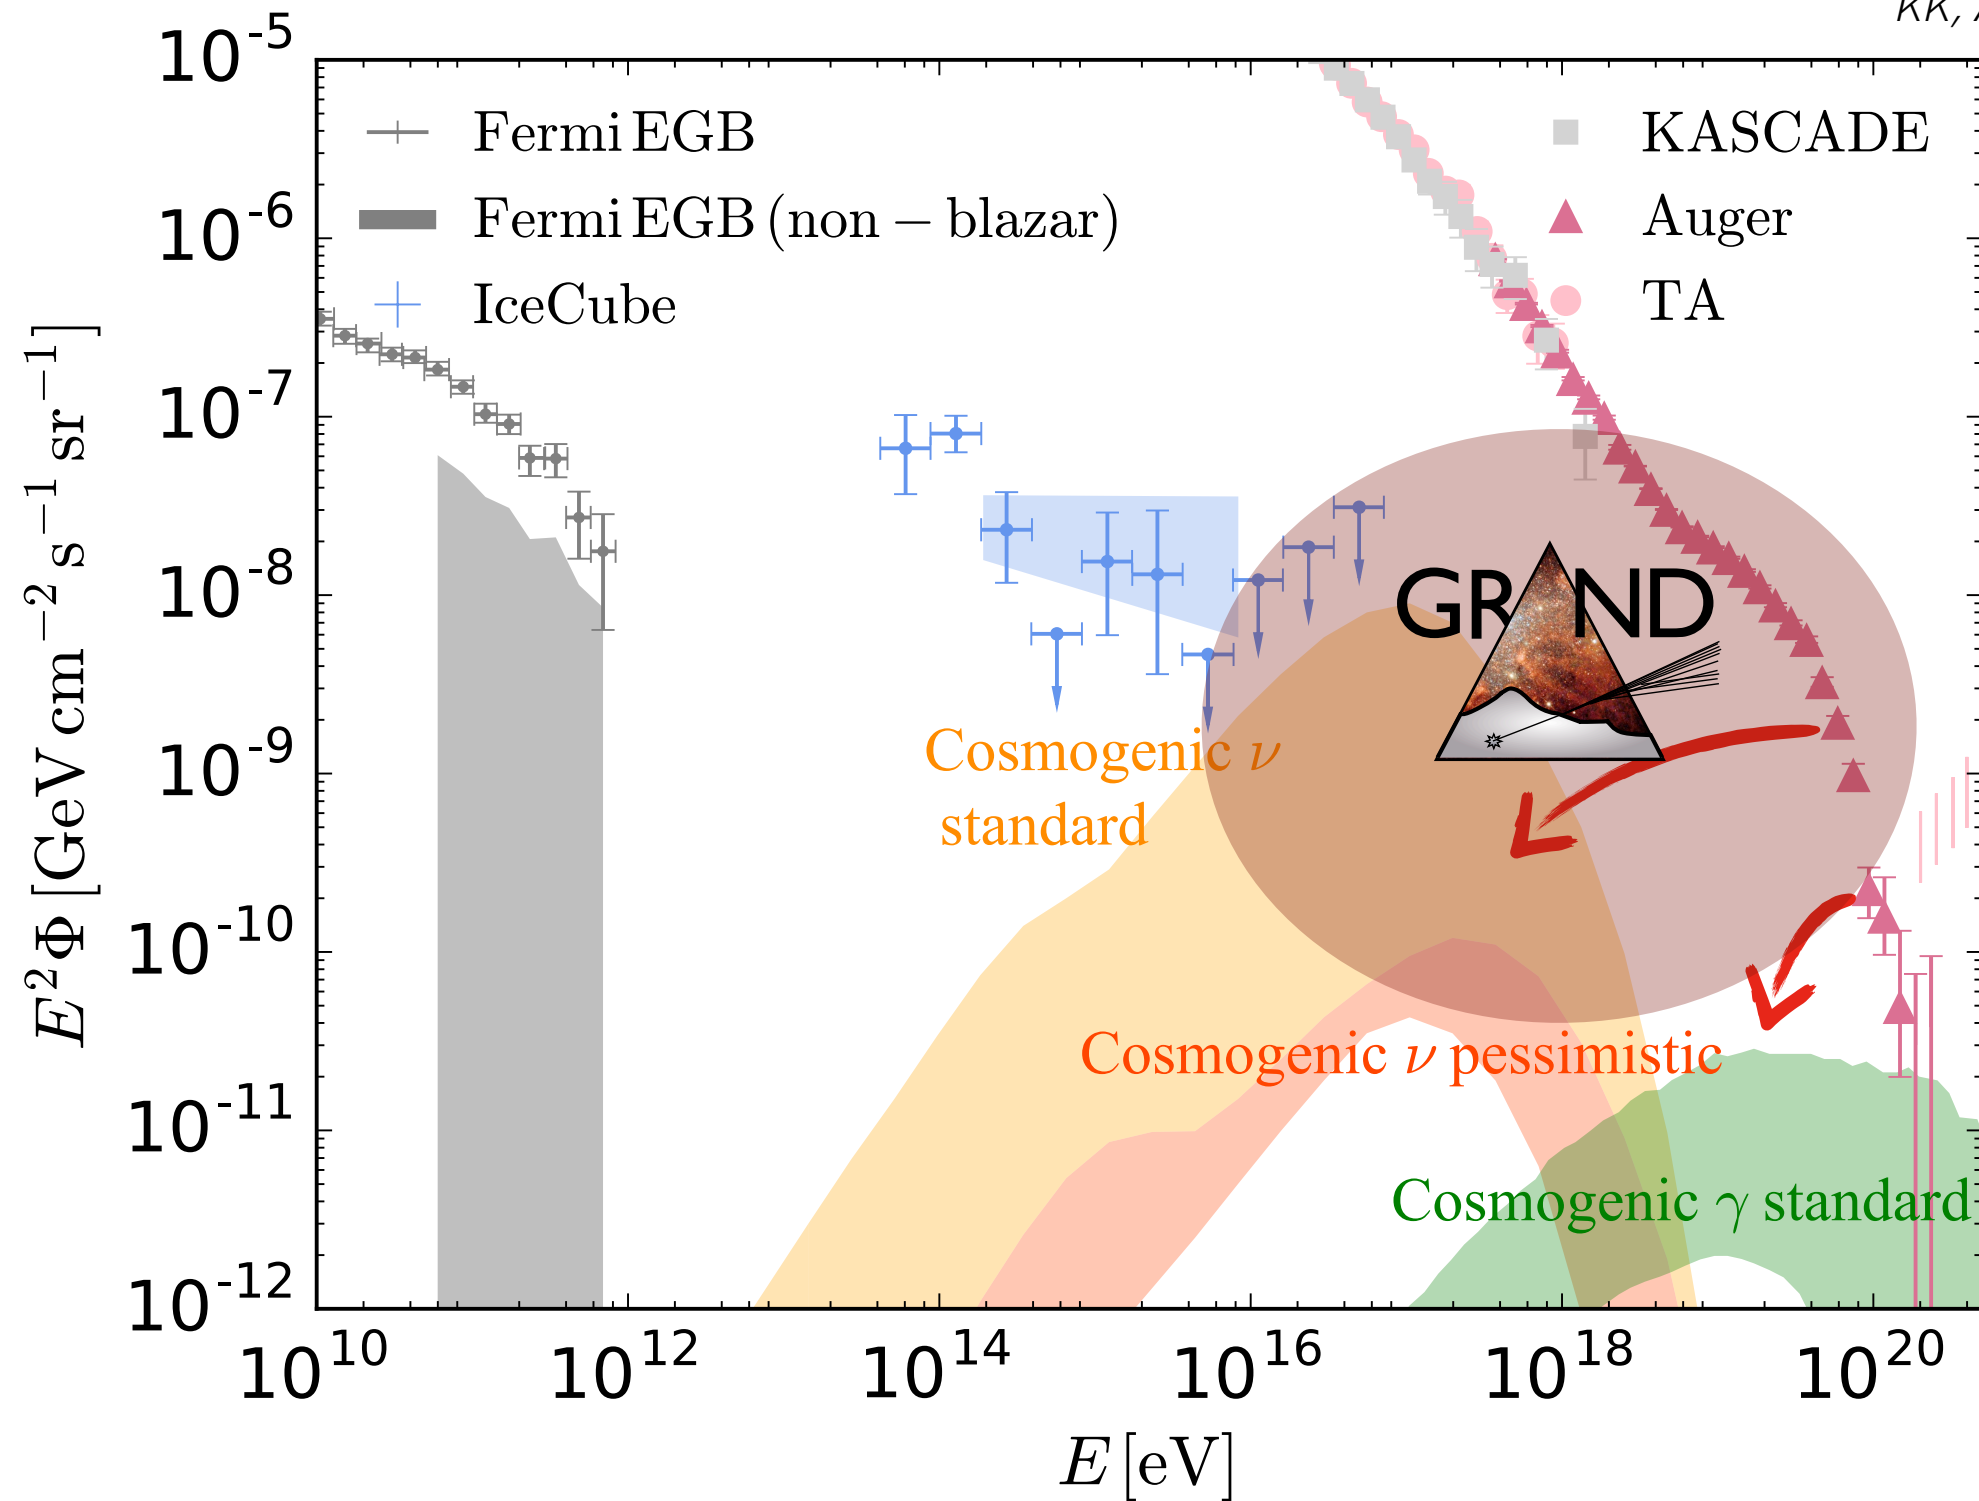 KK,
10^-5
10^-6
10^-7
10^-8
10^-9
10^-10
10^-11
10^-12
E^2Φ [GeV cm^−2 s^−1 sr^−1]
Fermi EGB
Fermi EGB (non − blazar)
IceCube
KASCADE
Auger
TA
GRAND
Cosmogenic ν
standard
Cosmogenic ν pessimistic
Cosmogenic γ standard
10^10 10^12 10^14 10^16 10^18 10^20
E [eV]